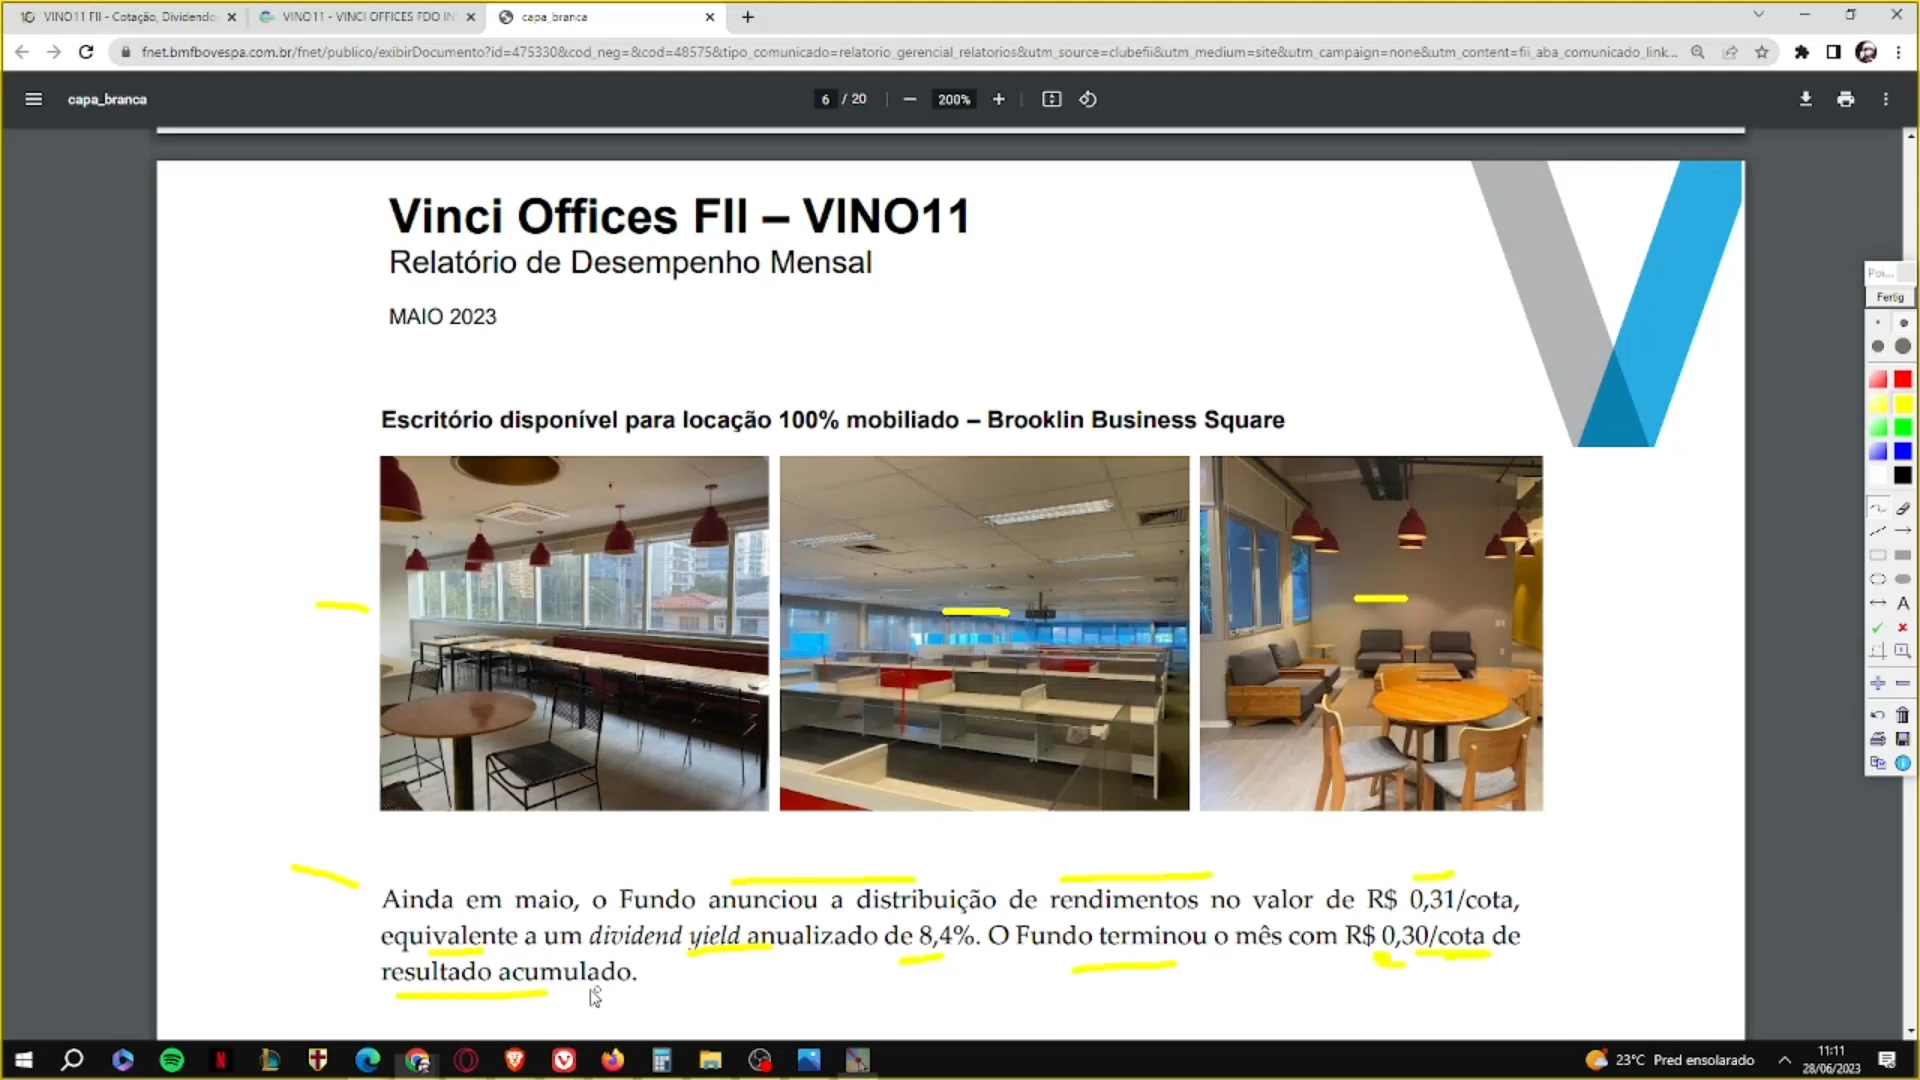 VINO11 FII - Cotação, Dividendo
VINO11 - VINCI OFFICES FDO IN
capa_branca
fnet.bmfbovespa.com.br/fnet/publico/exibirDocumento?id=475330&cod_neg=&cod=48575&tipo_comunicado=relatorio_gerencial_relatorios&utm_source=clubefii&utm_medium=site&utm_campaign=none&utm_content=fii_aba_comunicado_link...
capa_branca
6 / 20
200%
Vinci Offices FII – VINO11
Relatório de Desempenho Mensal
MAIO 2023
Poi...
Fertig
A
Escritório disponível para locação 100% mobiliado – Brooklin Business Square
Ainda em maio, o Fundo anunciou a distribuição de rendimentos no valor de R$ 0,31/cota,
equivalente a um dividend yield anualizado de 8,4%. O Fundo terminou o mês com R$ 0,30/cota de
resultado acumulado.
23°C Pred ensolarado
11:11
28/06/2023